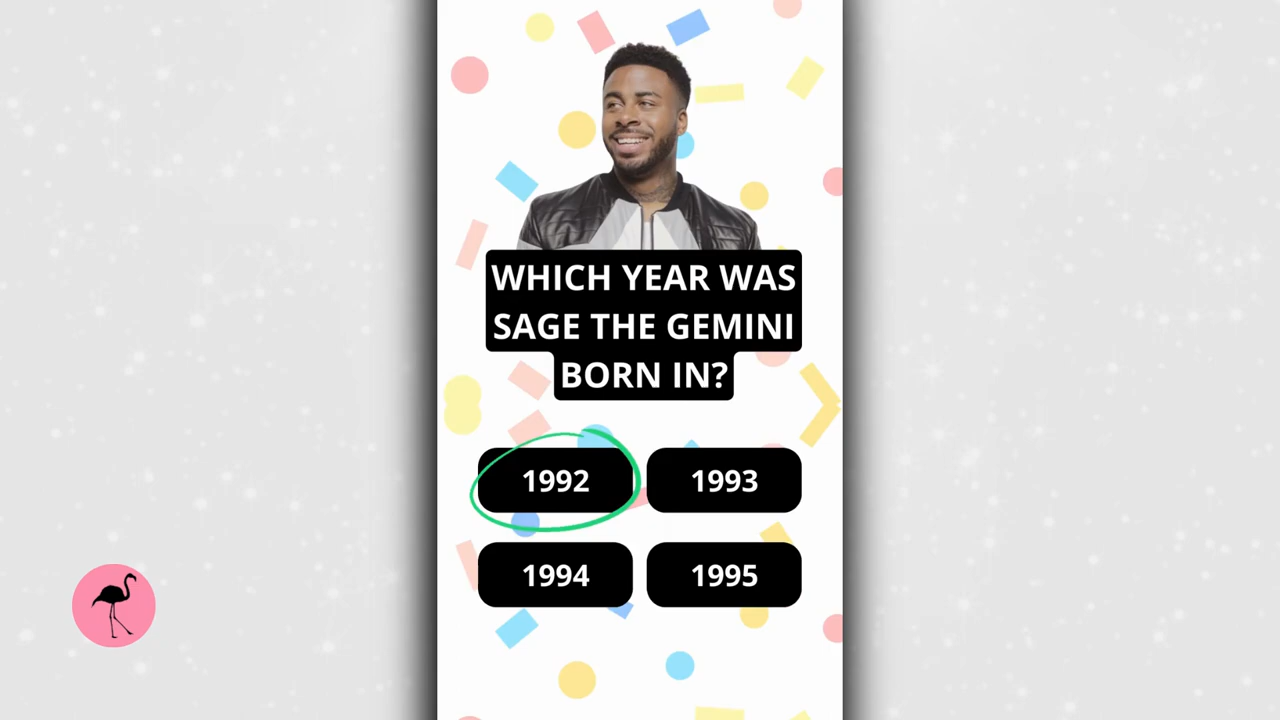 WHICH YEAR WAS
SAGE THE GEMINI
BORN IN?
1992
1993
1994
1995